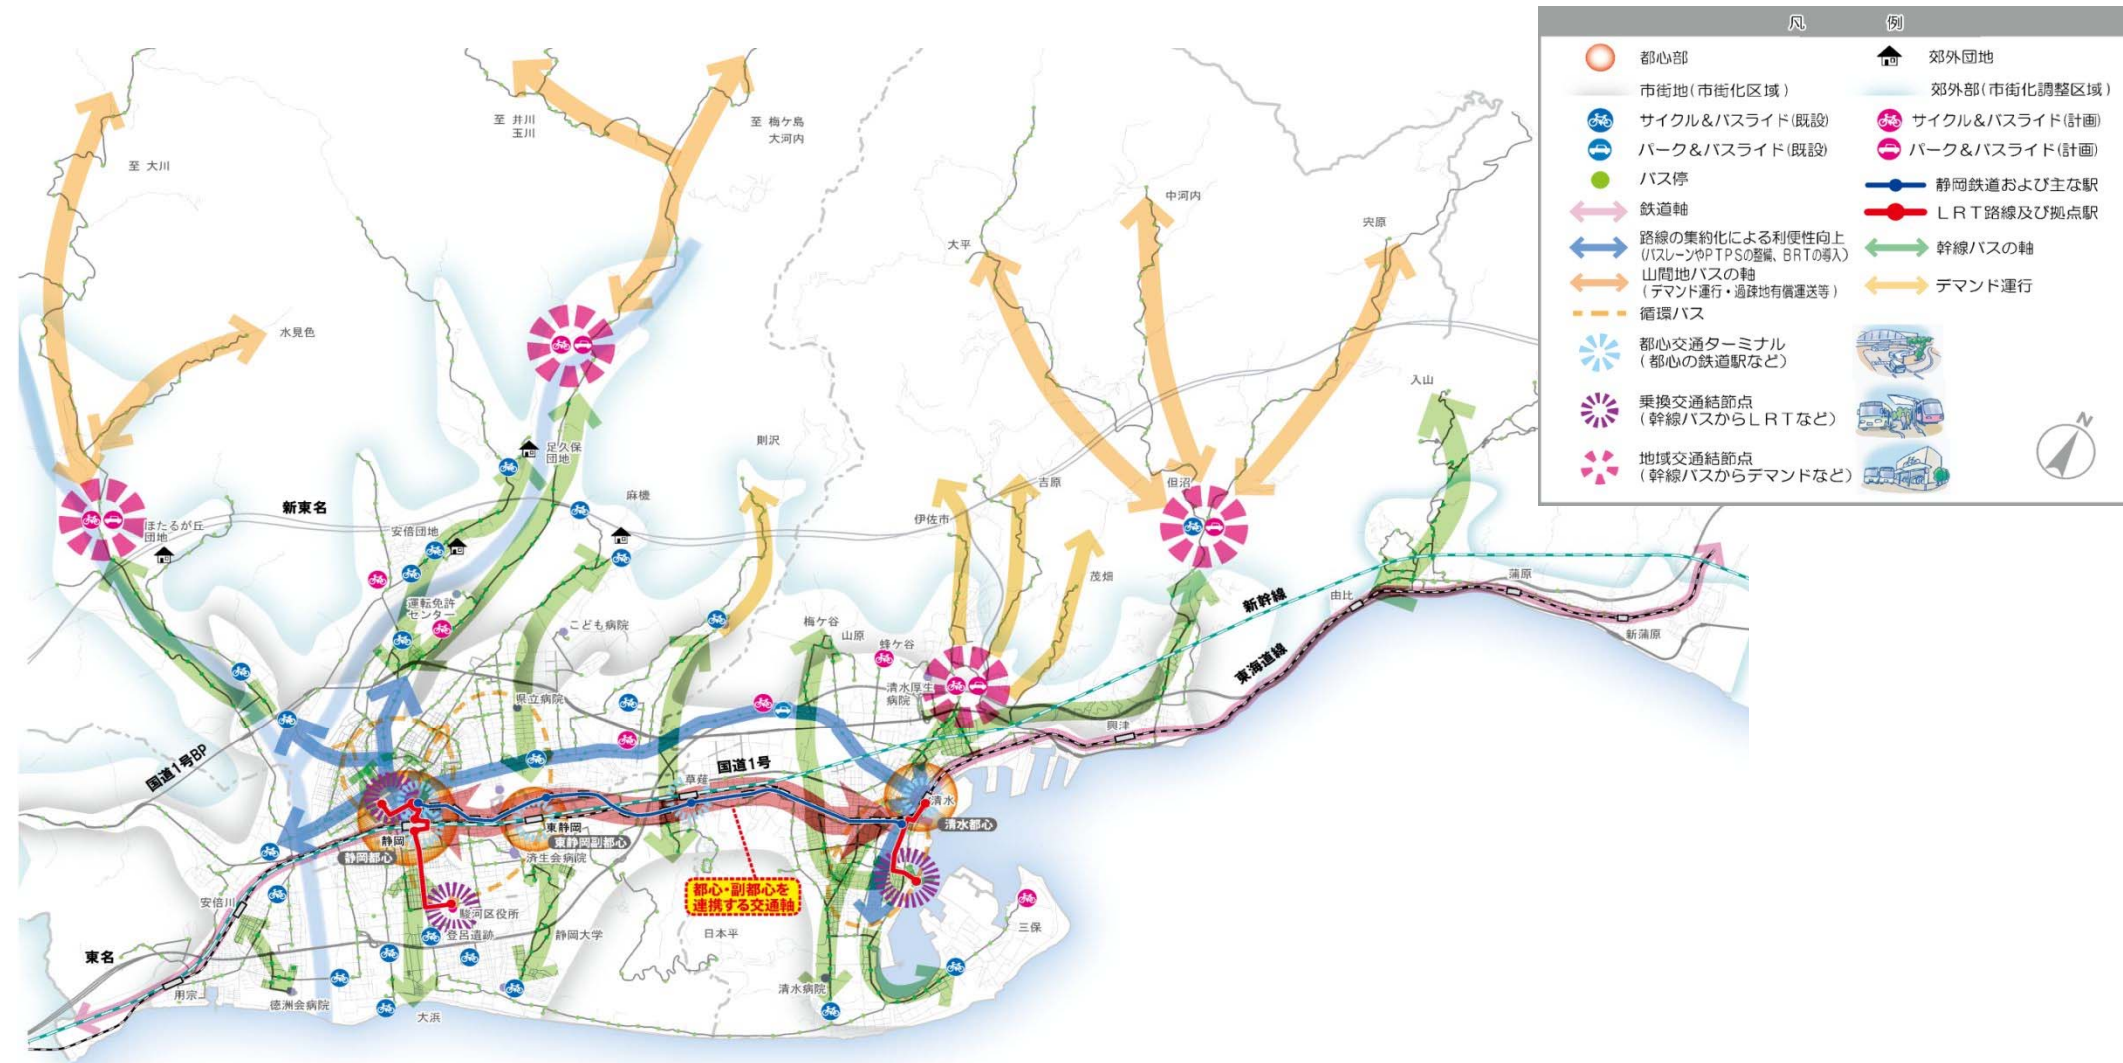 凡 例
都心部
郊外団地
市街地(市街化区域)
郊外部(市街化調整区域)
サイクル&バスライド(既設)
サイクル&バスライド(計画)
パーク&バスライド(既設)
パーク&バスライド(計画)
バス停
静岡鉄道および主な駅
鉄道軸
LRT路線及び拠点駅
路線の集約化による利便性向上
(バスレーンやPTPSの整備、BRTの導入)
幹線バスの軸
山間地バスの軸
(デマンド運行・過疎地有償運送等)
デマンド運行
循環バス
都心交通ターミナル
(都心の鉄道駅など)
乗換交通結節点
(幹線バスからLRTなど)
地域交通結節点
(幹線バスからデマンドなど)
N
至 井川
玉川
至 梅ケ島
大河内
至 大川
中河内
宍原
大平
水見色
入山
足久保
団地
則沢
麻機
吉原
但沼
新東名
伊佐布
ほたるが丘
団地
安倍団地
茂畑
蒲原
新幹線
由比
運転免許
センター
こども病院
梅ケ谷
山原
蜂ケ谷
新蒲原
東海道線
清水厚生
病院
県立病院
興津
国道1号BP
国道1号
草薙
清水
清水都心
静岡
静岡都心
東静岡
東静岡副都心
済生会病院
都心・副都心を
連携する交通軸
安倍川
駿河区役所
登呂遺跡
静岡大学
日本平
三保
東名
用宗
徳洲会病院
大浜
清水病院